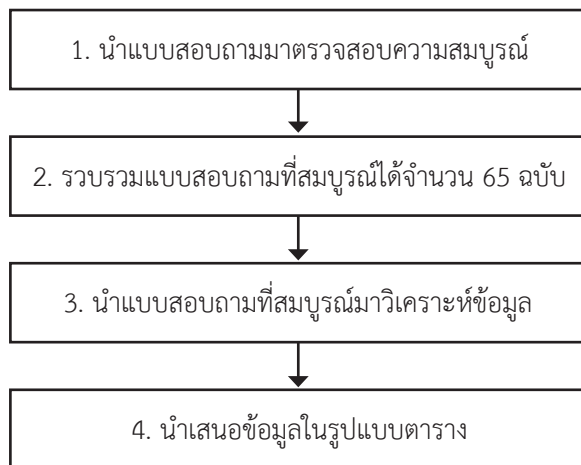 1. นำแบบสอบถามมาตรวจสอบความสมบูรณ์
2. รวบรวมแบบสอบถามที่สมบูรณ์ได้จำนวน 65 ฉบับ
3. นำแบบสอบถามที่สมบูรณ์มาวิเคราะห์ข้อมูล
4. นำเสนอข้อมูลในรูปแบบตาราง